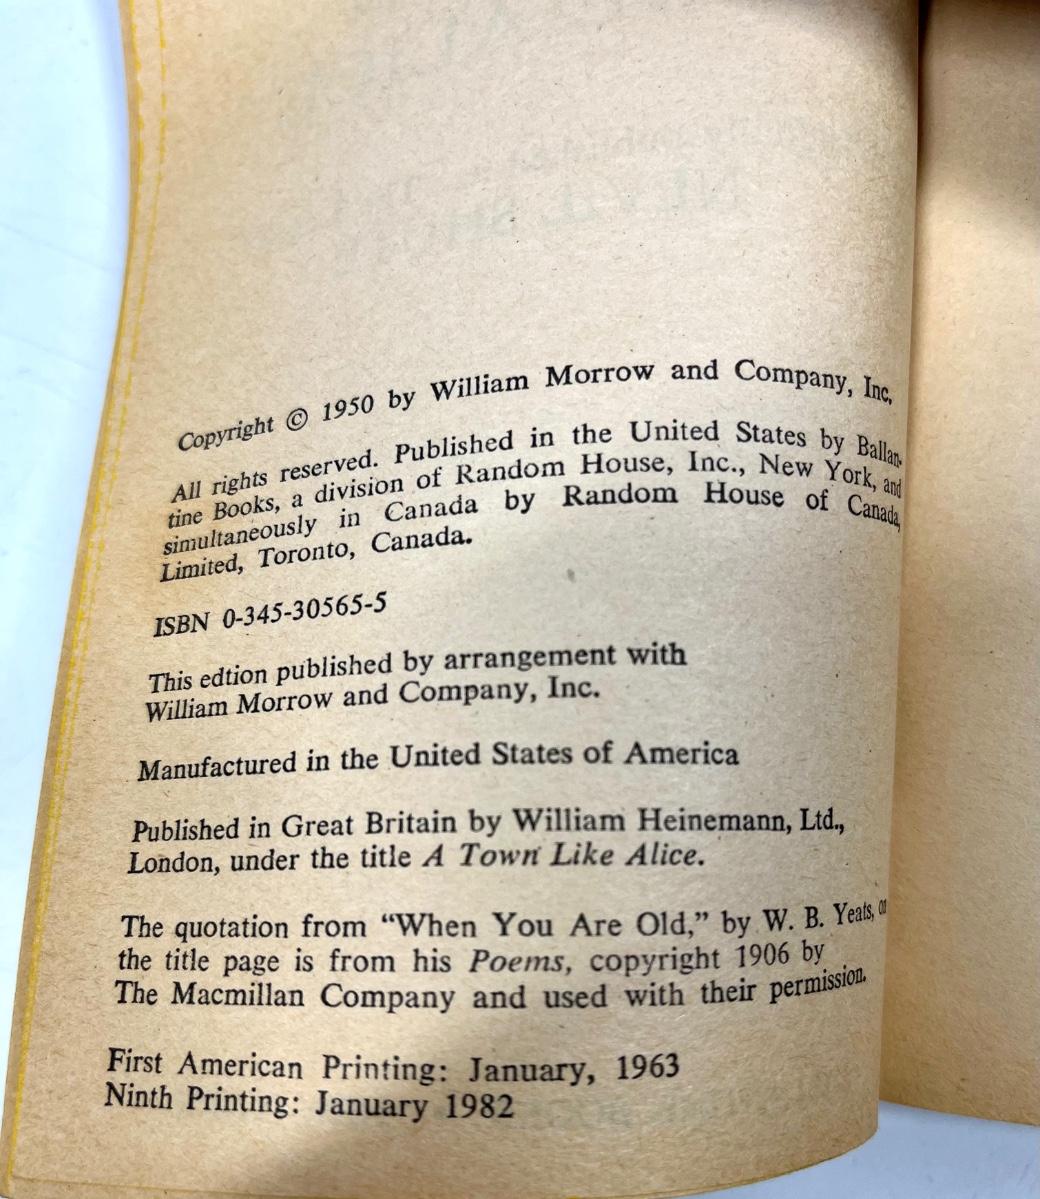 Copyright © 1950 by William Morrow and Company, Inc.
All rights reserved. Published in the United States by Ballan-
tine Books, a division of Random House, Inc., New York, and
simultaneously in Canada by Random House of Canada,
Limited, Toronto, Canada.
ISBN 0-345-30565-5
This edtion published by arrangement with
William Morrow and Company, Inc.
Manufactured in the United States of America
Published in Great Britain by William Heinemann, Ltd.,
London, under the title A Town Like Alice.
The quotation from “When You Are Old,” by W. B. Yeats, on
the title page is from his Poems, copyright 1906 by
The Macmillan Company and used with their permission.
First American Printing: January, 1963
Ninth Printing: January 1982